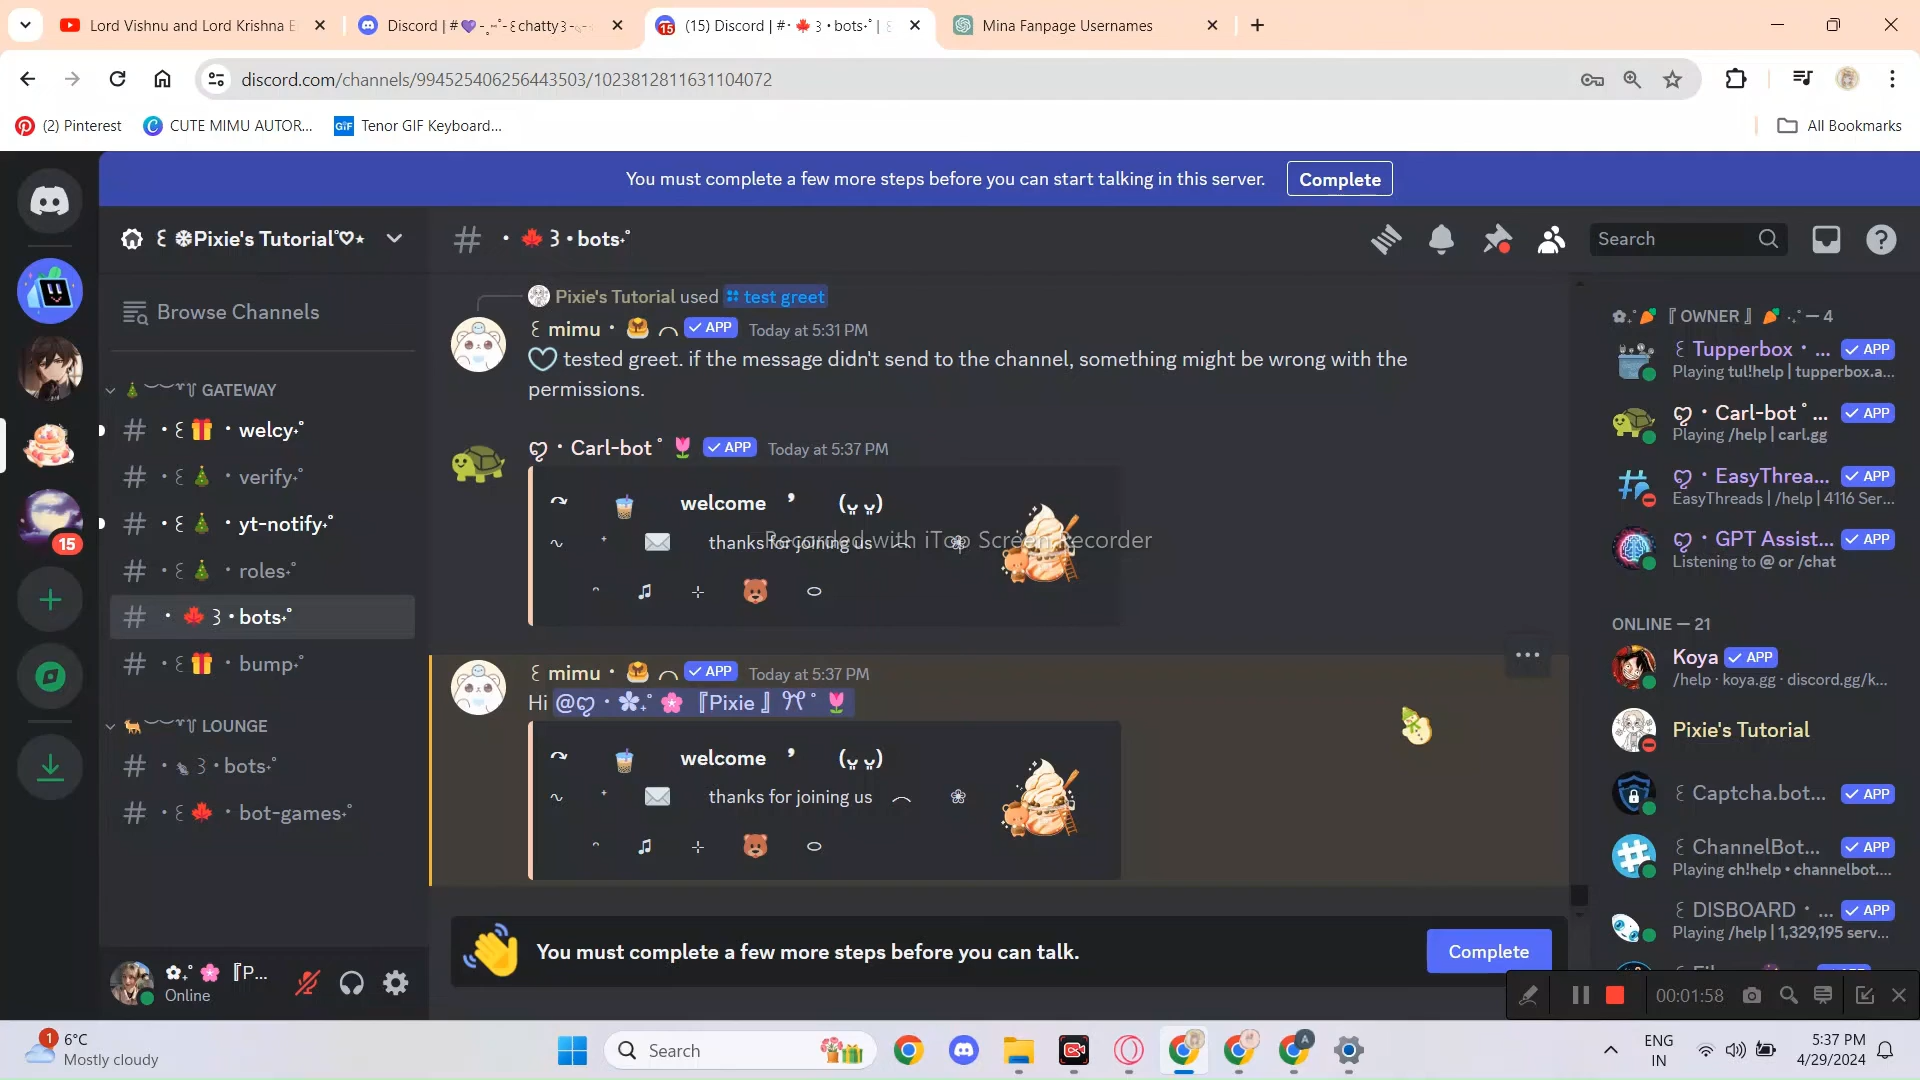 Lord Vishnu and Lord Krishna E
Discord | #💜
chatty
(15) Discord | #・🍁 3・bots
Mina Fanpage Usernames
discord.com/channels/994525406256443503/1023812811631104072
(2) Pinterest
CUTE MIMU AUTOR...
GIF
Tenor GIF Keyboard...
All Bookmarks
You must complete a few more steps before you can start talking in this server.
Complete
꒰ ❄Pixie's Tutorial˚♡⋆
・🍁 3・bots˖˚
Search
Browse Channels
GATEWAY
・꒰🎁・welcy˖˚
・꒰🎄・verify˖˚
・꒰🎄・yt-notify˖˚
・꒰🎄・roles˖˚
・🍁 3・bots˖˚
・꒰🎁・bump˖˚
LOUNGE
3・bots˖˚
・꒰🍁・bot-games˖˚
15
Online
Pixie's Tutorial used test greet
꒰ mimu・🥞 ⌒ ✓ APP Today at 5:31 PM
♡ tested greet. if the message didn't send to the channel, something might be wrong with the
permissions.
ღ・Carl-bot ˚ 🌷 ✓ APP Today at 5:37 PM
welcome ❜ (ᴗ͈ˬᴗ͈)
thanks for joining us
Recorded with iTop Screen Recorder
꒰ mimu・🥞 ⌒ ✓ APP Today at 5:37 PM
Hi @ღ・✽˖˚ 🌸『Pixie 』୨୧ ˚ 🌷
welcome ❜ (ᴗ͈ˬᴗ͈)
thanks for joining us
You must complete a few more steps before you can talk.
Complete
『 OWNER 』 🥕 — 4
꒰ Tupperbox・... ✓ APP
Playing tul!help | tupperbox.a...
ღ・Carl-bot ˚... ✓ APP
Playing /help | carl.gg
ღ・EasyThrea... ✓ APP
EasyThreads | /help | 4116 Ser...
ღ・GPT Assist... ✓ APP
Listening to @ or /chat
ONLINE — 21
Koya ✓ APP
/help · koya.gg · discord.gg/k...
Pixie's Tutorial
꒰ Captcha.bot... ✓ APP
꒰ ChannelBot... ✓ APP
Playing ch!help • channelbot....
꒰ DISBOARD・... ✓ APP
Playing /help | 1,329,195 serv...
00:01:58
1
6°C
Mostly cloudy
Search
ENG
IN
5:37 PM
4/29/2024